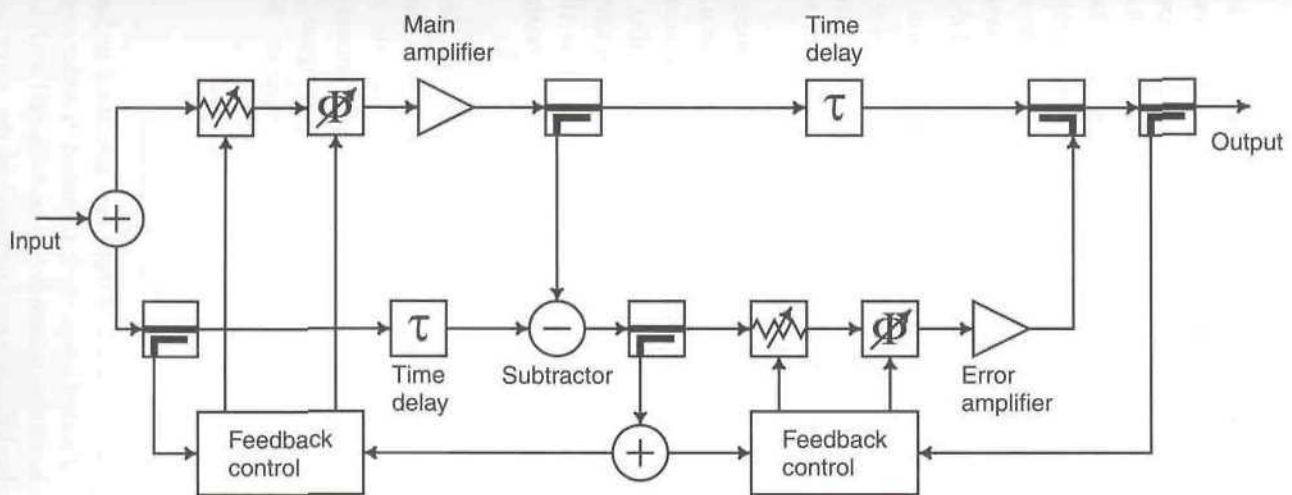 Main
amplifier
Time
delay
Φ
τ
Output
+
Input
τ
−
Φ
Time
delay
Subtractor
Error
amplifier
Feedback
control
+
Feedback
control